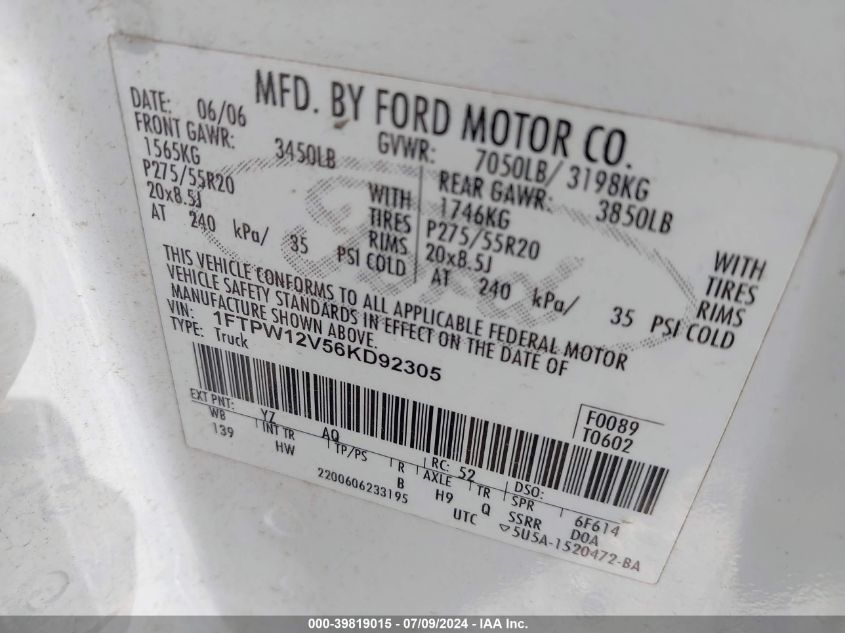 MFD. BY FORD MOTOR CO.
DATE: 06/06 GVWR: 7050LB/ 3198KG
FRONT GAWR: 3450LB REAR GAWR: 3850LB
1565KG WITH 1746KG WITH
P275/55R20 TIRES P275/55R20 TIRES
20x8.5J RIMS 20x8.5J RIMS
AT 240 kPa/ 35 PSI COLD AT 240 kPa/ 35 PSI COLD
THIS VEHICLE CONFORMS TO ALL APPLICABLE FEDERAL MOTOR
VEHICLE SAFETY STANDARDS IN EFFECT ON THE DATE OF
MANUFACTURE SHOWN ABOVE.
VIN: 1FTPW12V56KD92305
TYPE: Truck
F0089
T0602
EXT PNT: YZ AQ RC: 52 DSO:
WB INT TR TP/PS R AXLE TR SPR 6F614
139 HW B H9 Q SSRR DOA
2200606233195 UTC ▽5U5A-1520472-BA
Ford
000-39819015 / 07/09/2024 - IAA Inc.